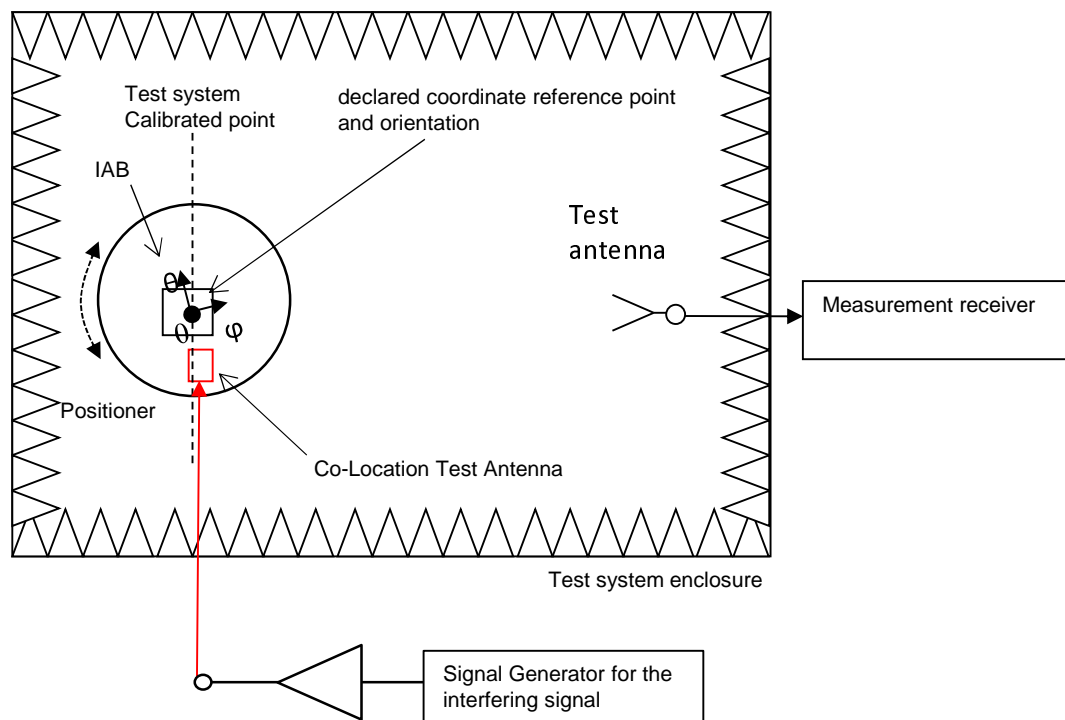 Test system
Calibrated point
declared coordinate reference point
and orientation
IAB
Test
antenna
θ
φ
Measurement receiver
Positioner
Co-Location Test Antenna
Test system enclosure
Signal Generator for the
interfering signal